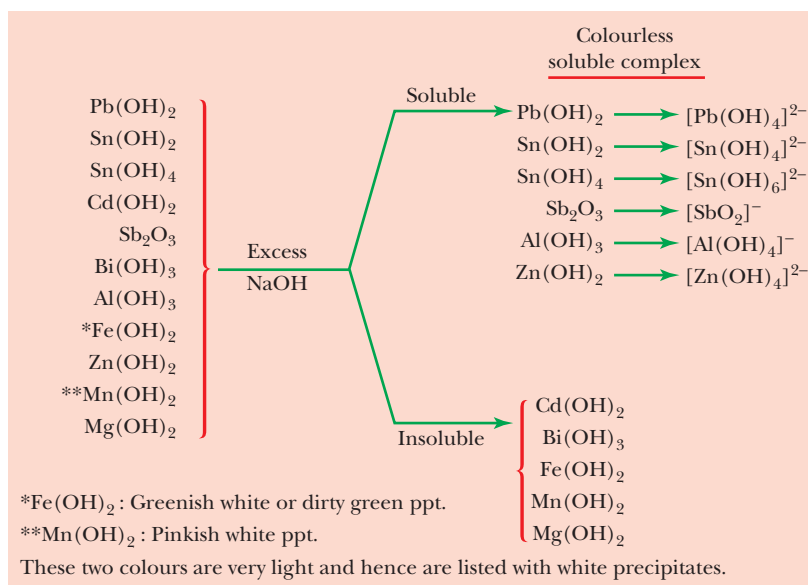 Colourless
soluble complex
Pb(OH)₂
Sn(OH)₂
Sn(OH)₄
Cd(OH)₂
Sb₂O₃
Bi(OH)₃
Al(OH)₃
*Fe(OH)₂
Zn(OH)₂
**Mn(OH)₂
Mg(OH)₂
Excess
NaOH
Soluble
Pb(OH)₂ → [Pb(OH)₄]²⁻
Sn(OH)₂ → [Sn(OH)₄]²⁻
Sn(OH)₄ → [Sn(OH)₆]²⁻
Sb₂O₃ → [SbO₂]⁻
Al(OH)₃ → [Al(OH)₄]⁻
Zn(OH)₂ → [Zn(OH)₄]²⁻
Insoluble
Cd(OH)₂
Bi(OH)₃
Fe(OH)₂
Mn(OH)₂
Mg(OH)₂
*Fe(OH)₂ : Greenish white or dirty green ppt.
**Mn(OH)₂ : Pinkish white ppt.
These two colours are very light and hence are listed with white precipitates.